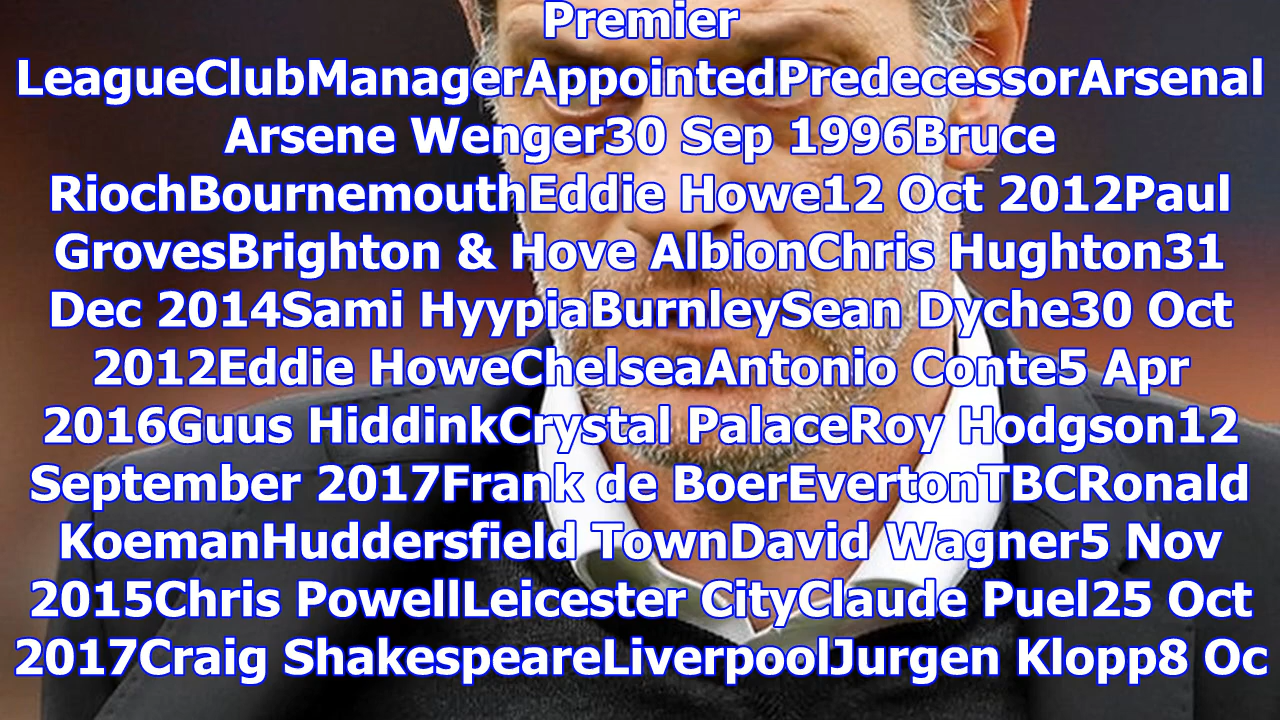 Premier
LeagueClubManagerAppointedPredecessorArsenal
Arsene Wenger30 Sep 1996Bruce
RiochBournemouthEddie Howe12 Oct 2012Paul
GrovesBrighton & Hove AlbionChris Hughton31
Dec 2014Sami HyypiaBurnleySean Dyche30 Oct
2012Eddie HoweChelseaAntonio Conte5 Apr
2016Guus HiddinkCrystal PalaceRoy Hodgson12
September 2017Frank de BoerEvertonTBCRonald
KoemanHuddersfield TownDavid Wagner5 Nov
2015Chris PowellLeicester CityClaude Puel25 Oct
2017Craig ShakespeareLiverpoolJurgen Klopp8 Oc